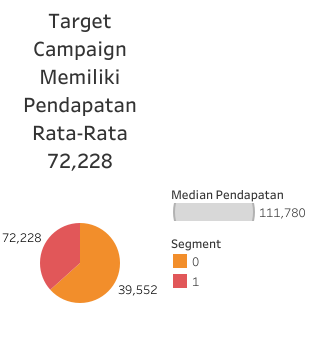 Target
Campaign
Memiliki
Pendapatan
Rata-Rata
72,228
Median Pendapatan
111,780
Segment
0
1
72,228
39,552